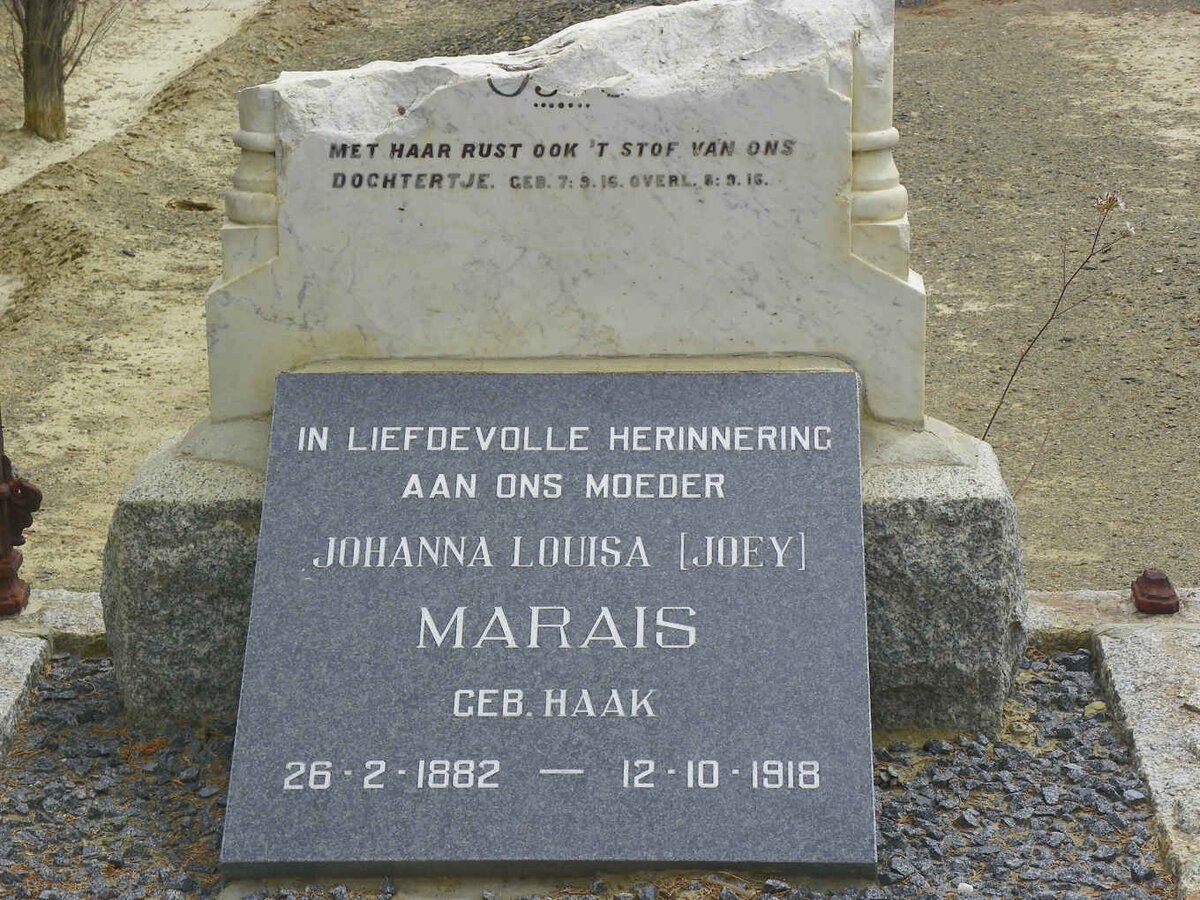 MET HAAR RUST OOK 'T STOF VAN ONS
DOCHTERTJE. GEB. 7:9.16. OVERL. 8:9.16.
IN LIEFDEVOLLE HERINNERING
AAN ONS MOEDER
JOHANNA LOUISA [JOEY]
MARAIS
GEB. HAAK
26-2-1882 — 12-10-1918